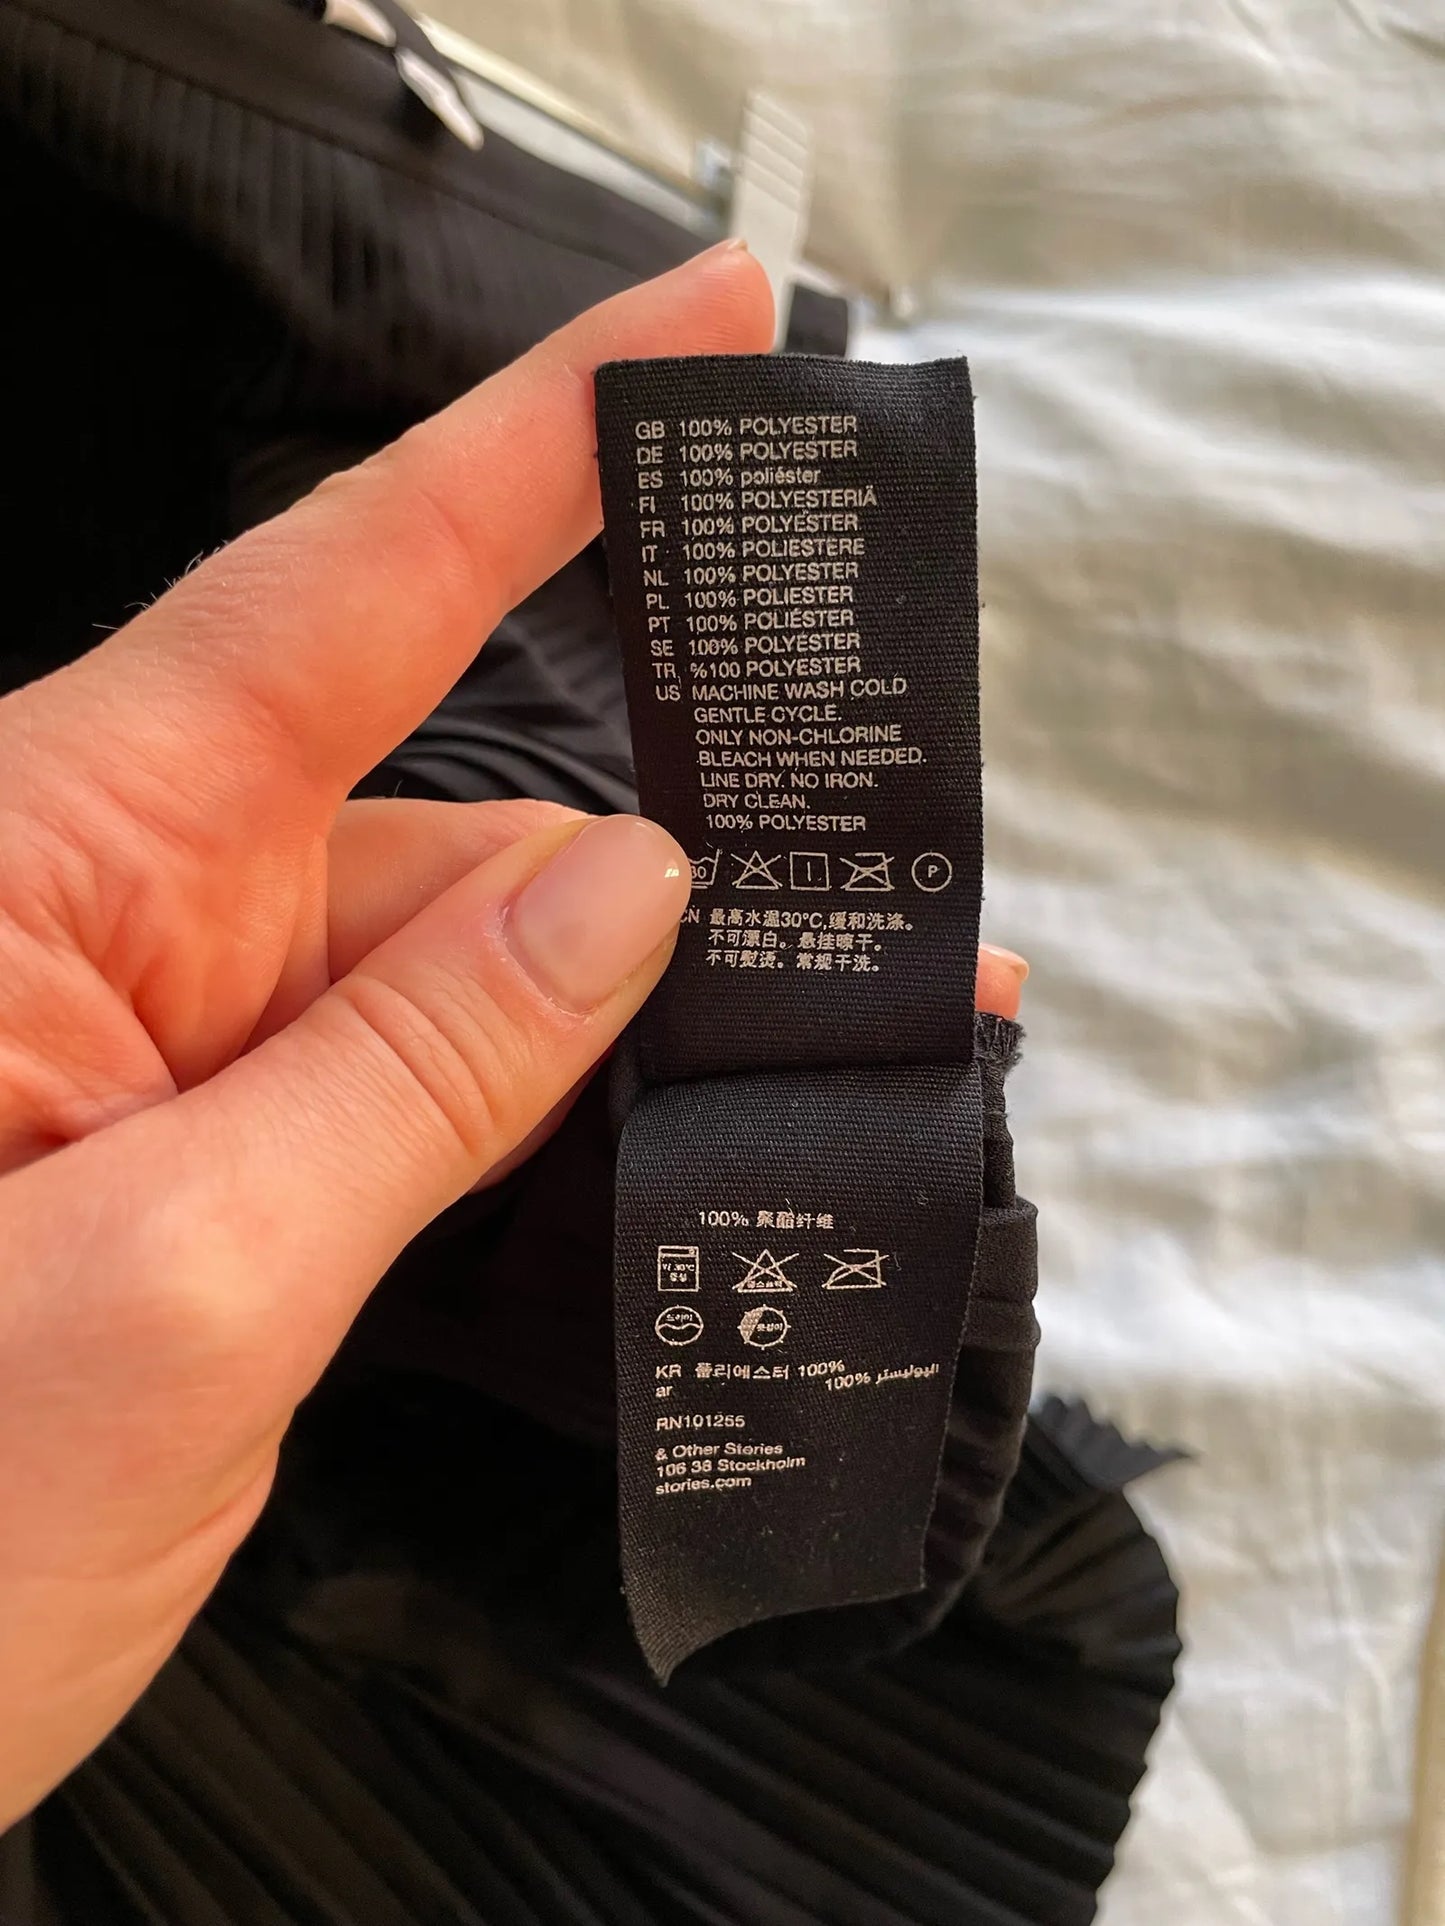 GB 100% POLYESTER
DE 100% POLYESTER
ES 100% poliéster
FI 100% POLYESTERIÄ
FR 100% POLYESTER
IT 100% POLIESTERE
NL 100% POLYESTER
PL 100% POLIESTER
PT 100% POLIÉSTER
SE 100% POLYESTER
TR %100 POLYESTER
US MACHINE WASH COLD
GENTLE CYCLE.
ONLY NON-CHLORINE
BLEACH WHEN NEEDED.
LINE DRY. NO IRON.
DRY CLEAN.
100% POLYESTER
30 P
CN 最高水温30°C,缓和洗涤。
不可漂白。悬挂晾干。
不可熨烫。常规干洗。
100% 聚酯纤维
드라이
KR 폴리에스터 100%
ar 100% البوليستر
RN101255
& Other Stories
106 38 Stockholm
stories.com